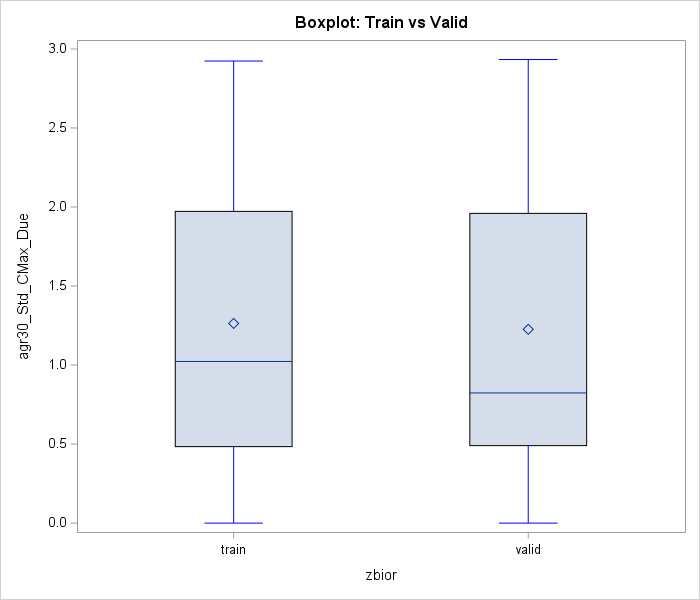 Boxplot: Train vs Valid
3.0
2.5
2.0
1.5
1.0
0.5
0.0
agr30_Std_CMax_Due
train
valid
zbior